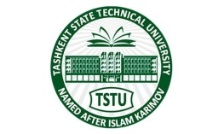 TASHKENT STATE TECHNICAL UNIVERSITY
TSTU
NAMED AFTER ISLAM KARIMOV